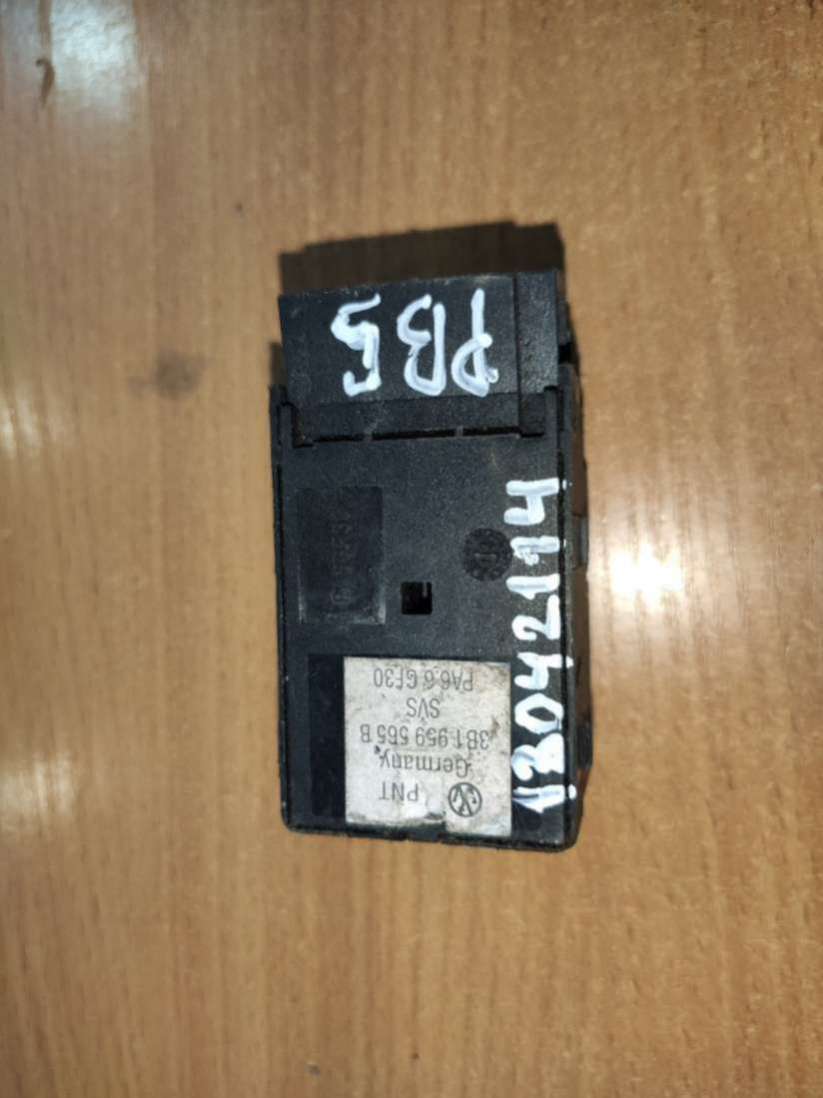 PB5
13042114
PNT
Germany
3B1 959 565 B
SVS
PA6.6 GF30